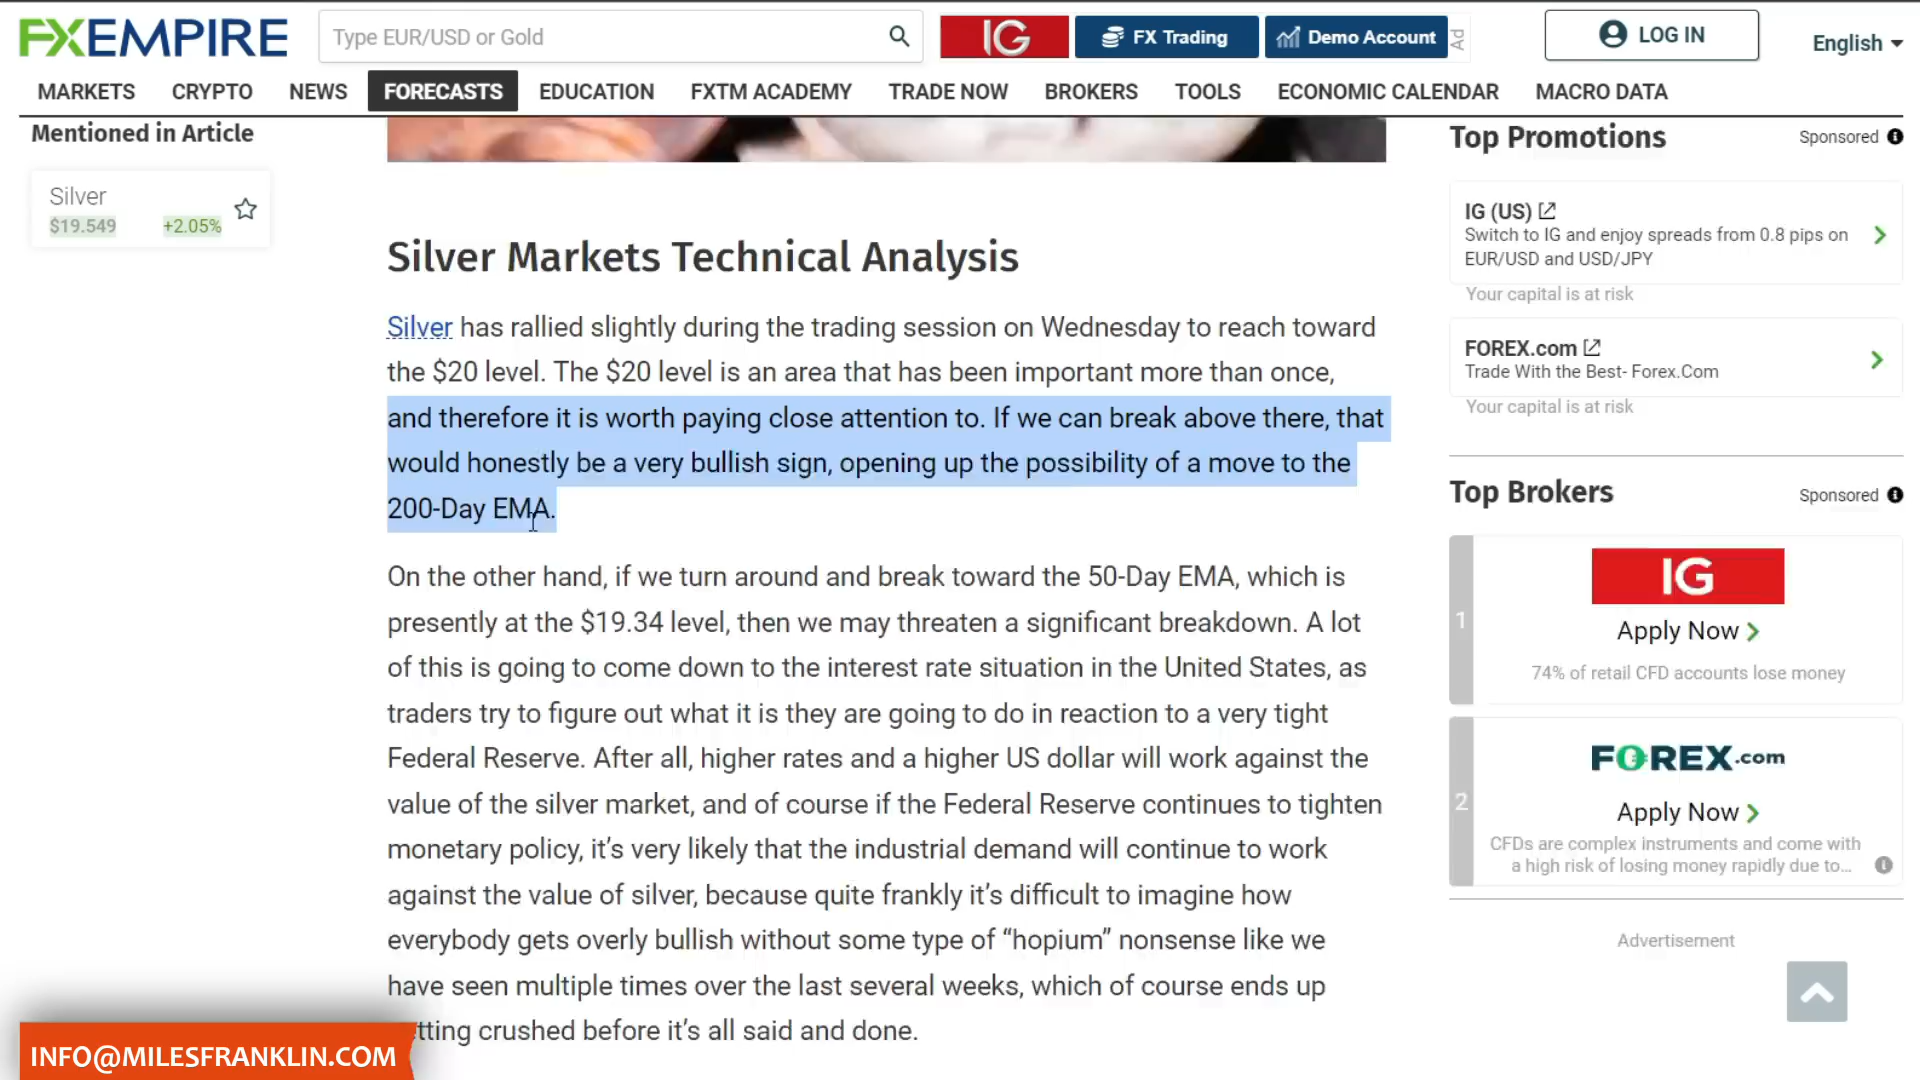 FXEMPIRE
Type EUR/USD or Gold
IG
FX Trading
Demo Account
Ad
LOG IN
English
MARKETS CRYPTO NEWS FORECASTS EDUCATION FXTM ACADEMY TRADE NOW BROKERS TOOLS ECONOMIC CALENDAR MACRO DATA
Mentioned in Article
Silver
$19.549 +2.05%
Silver Markets Technical Analysis
Silver has rallied slightly during the trading session on Wednesday to reach toward
the $20 level. The $20 level is an area that has been important more than once,
and therefore it is worth paying close attention to. If we can break above there, that
would honestly be a very bullish sign, opening up the possibility of a move to the
200-Day EMA.
On the other hand, if we turn around and break toward the 50-Day EMA, which is
presently at the $19.34 level, then we may threaten a significant breakdown. A lot
of this is going to come down to the interest rate situation in the United States, as
traders try to figure out what it is they are going to do in reaction to a very tight
Federal Reserve. After all, higher rates and a higher US dollar will work against the
value of the silver market, and of course if the Federal Reserve continues to tighten
monetary policy, it’s very likely that the industrial demand will continue to work
against the value of silver, because quite frankly it’s difficult to imagine how
everybody gets overly bullish without some type of “hopium” nonsense like we
have seen multiple times over the last several weeks, which of course ends up
tting crushed before it’s all said and done.
Top Promotions
Sponsored
IG (US)
Switch to IG and enjoy spreads from 0.8 pips on
EUR/USD and USD/JPY
Your capital is at risk
FOREX.com
Trade With the Best- Forex.Com
Your capital is at risk
Top Brokers
Sponsored
1
IG
Apply Now
74% of retail CFD accounts lose money
2
FOREX.com
Apply Now
CFDs are complex instruments and come with
a high risk of losing money rapidly due to...
Advertisement
INFO@MILESFRANKLIN.COM